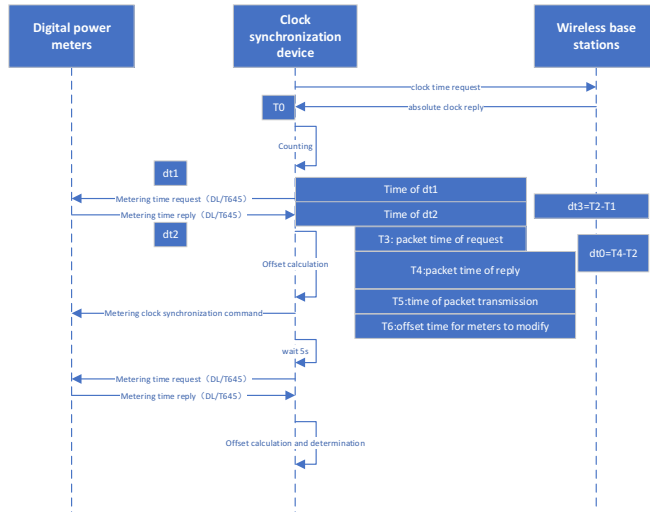 Digital power
meters
Clock
synchronization
device
Wireless base
stations
clock time request
T0
absolute clock reply
Counting
dt1
Time of dt1
Metering time request（DL/T645）
dt3=T2-T1
Time of dt2
Metering time reply（DL/T645）
dt2
T3: packet time of request
dt0=T4-T2
Offset calculation
T4:packet time of reply
T5:time of packet transmission
Metering clock synchronization command
T6:offset time for meters to modify
wait 5s
Metering time request（DL/T645）
Metering time reply（DL/T645）
Offset calculation and determination